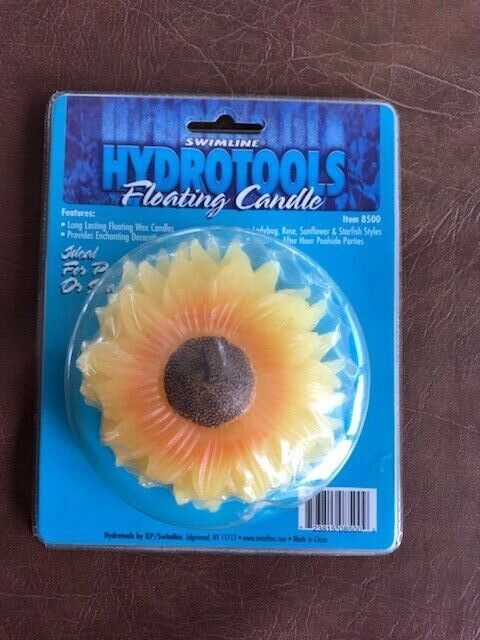 SWIMLINE
HYDROTOOLS
Floating Candle
Item 8500
Features:
• Long Lasting Floating Wax Candles
• Provides Enchanting
Ladybug, Rose, Sunflower & Starfish Styles
After Hour Poolside Parties
Ideal
For
Or
Hydrotools by ILP/Swimline, Edgewood, NY 11717 • www.swimline.com • Made in China